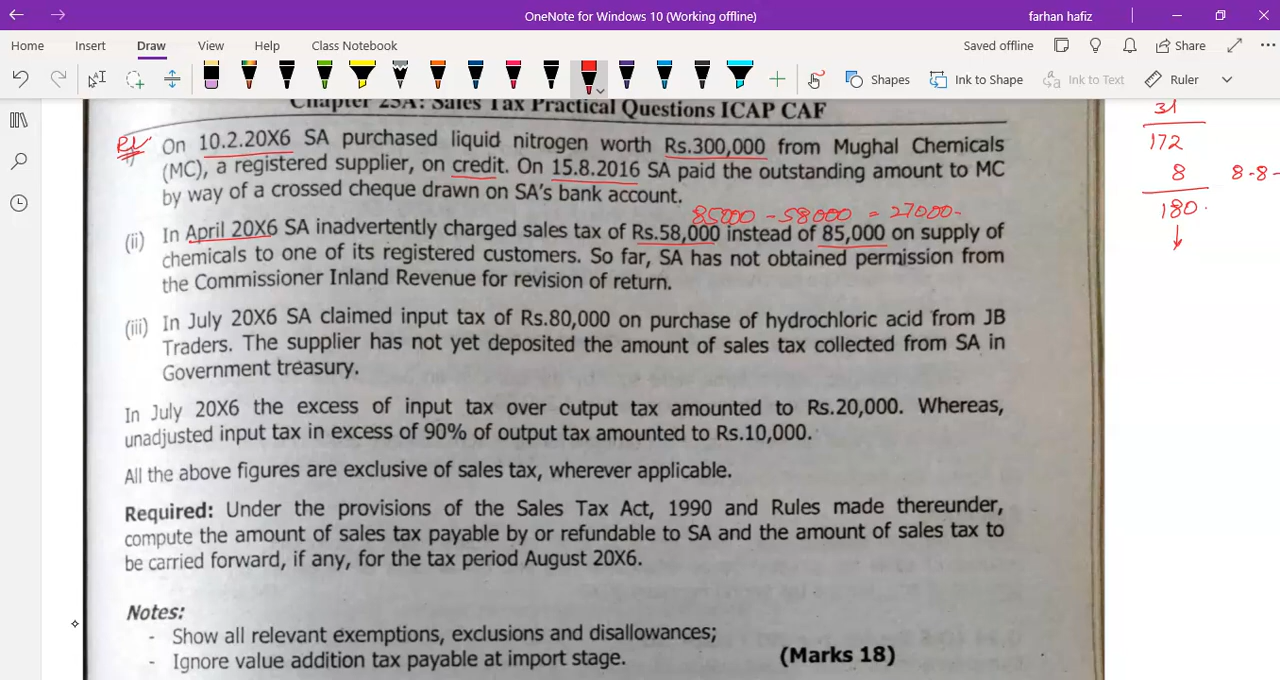 OneNote for Windows 10 (Working offline)
farhan hafiz
Home Insert Draw View Help Class Notebook
Saved offline Share
Shapes Ink to Shape Ink to Text Ruler
Chapter 23A: Sales Tax Practical Questions ICAP CAF
On 10.2.20X6 SA purchased liquid nitrogen worth Rs.300,000 from Mughal Chemicals
(MC), a registered supplier, on credit. On 15.8.2016 SA paid the outstanding amount to MC
by way of a crossed cheque drawn on SA's bank account.
85000 - 58000 = 27000
(ii) In April 20X6 SA inadvertently charged sales tax of Rs.58,000 instead of 85,000 on supply of
chemicals to one of its registered customers. So far, SA has not obtained permission from
the Commissioner Inland Revenue for revision of return.
(iii) In July 20X6 SA claimed input tax of Rs.80,000 on purchase of hydrochloric acid from JB
Traders. The supplier has not yet deposited the amount of sales tax collected from SA in
Government treasury.
In July 20X6 the excess of input tax over cutput tax amounted to Rs.20,000. Whereas,
unadjusted input tax in excess of 90% of output tax amounted to Rs.10,000.
All the above figures are exclusive of sales tax, wherever applicable.
Required: Under the provisions of the Sales Tax Act, 1990 and Rules made thereunder,
compute the amount of sales tax payable by or refundable to SA and the amount of sales tax to
be carried forward, if any, for the tax period August 20X6.
Notes:
- Show all relevant exemptions, exclusions and disallowances;
- Ignore value addition tax payable at import stage.
(Marks 18)
31
172
8 8-8-
180